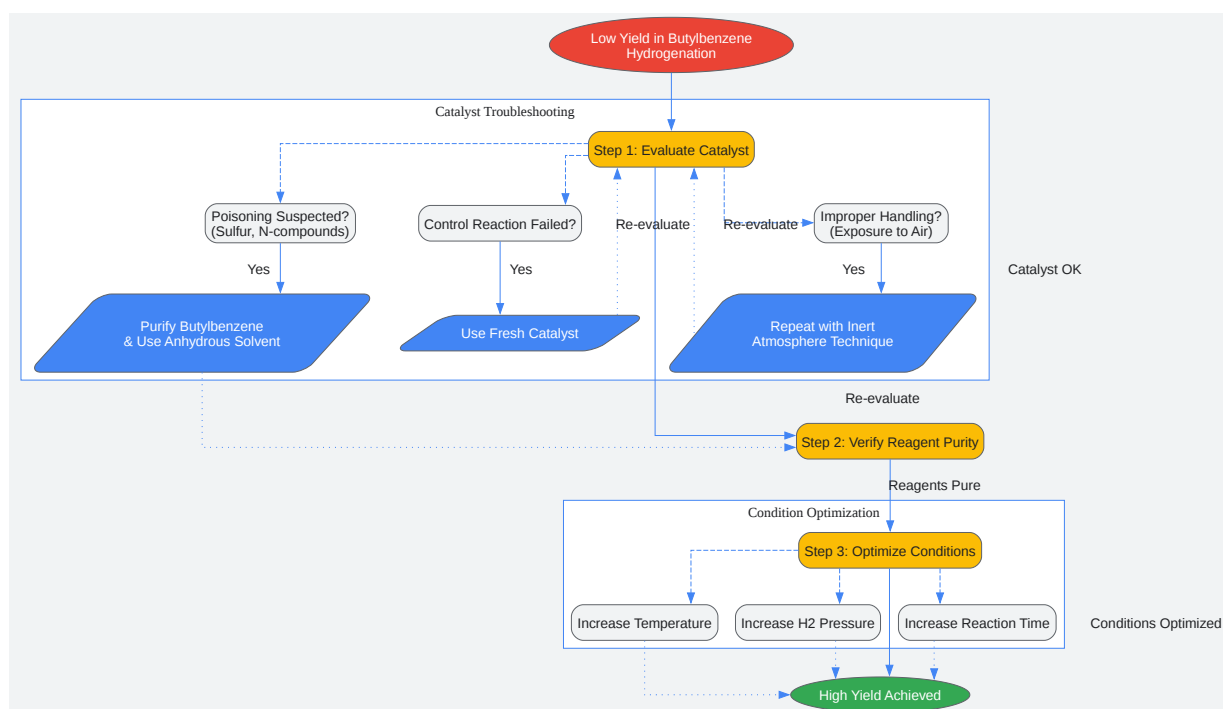 Low Yield in Butylbenzene
Hydrogenation
Catalyst Troubleshooting
Step 1: Evaluate Catalyst
Poisoning Suspected?
(Sulfur, N-compounds)
Control Reaction Failed?
Re-evaluate
Re-evaluate
Improper Handling?
(Exposure to Air)
Yes
Yes
Yes
Catalyst OK
Purify Butylbenzene
& Use Anhydrous Solvent
Use Fresh Catalyst
Repeat with Inert
Atmosphere Technique
Re-evaluate
Step 2: Verify Reagent Purity
Reagents Pure
Condition Optimization
Step 3: Optimize Conditions
Increase Temperature
Increase H2 Pressure
Increase Reaction Time
Conditions Optimized
High Yield Achieved